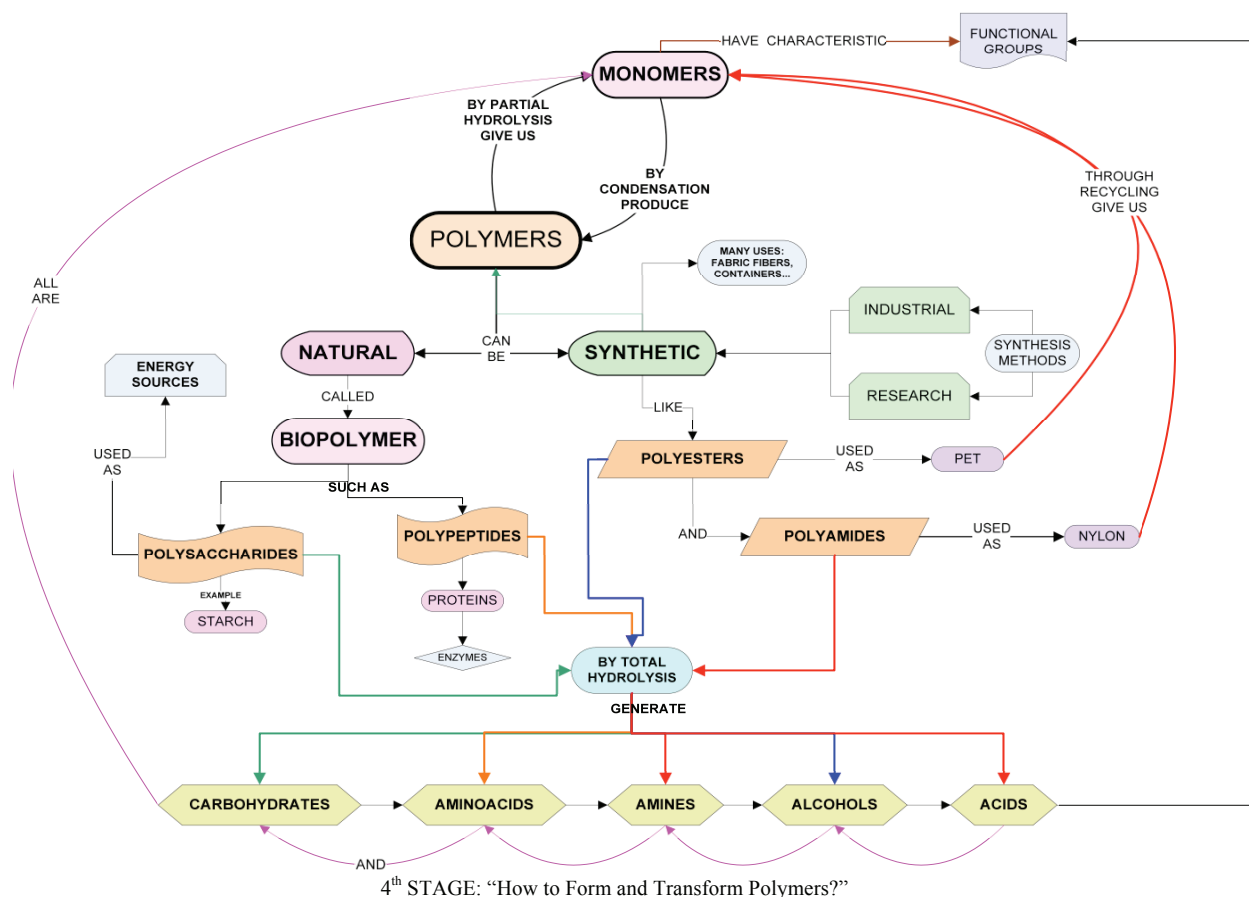 HAVE CHARACTERISTIC
FUNCTIONAL
GROUPS
MONOMERS
BY PARTIAL
HYDROLYSIS
GIVE US
BY
CONDENSATION
PRODUCE
THROUGH
RECYCLING
GIVE US
POLYMERS
MANY USES:
FABRIC FIBERS,
CONTAINERS...
ALL
ARE
INDUSTRIAL
NATURAL
CAN
BE
SYNTHETIC
SYNTHESIS
METHODS
ENERGY
SOURCES
CALLED
RESEARCH
LIKE
BIOPOLYMER
USED
AS
POLYESTERS
USED
AS
PET
SUCH AS
POLYSACCHARIDES
POLYPEPTIDES
AND
POLYAMIDES
USED
AS
NYLON
EXAMPLE
STARCH
PROTEINS
ENZYMES
BY TOTAL
HYDROLYSIS
GENERATE
CARBOHYDRATES
AMINOACIDS
AMINES
ALCOHOLS
ACIDS
AND
4th STAGE: “How to Form and Transform Polymers?”